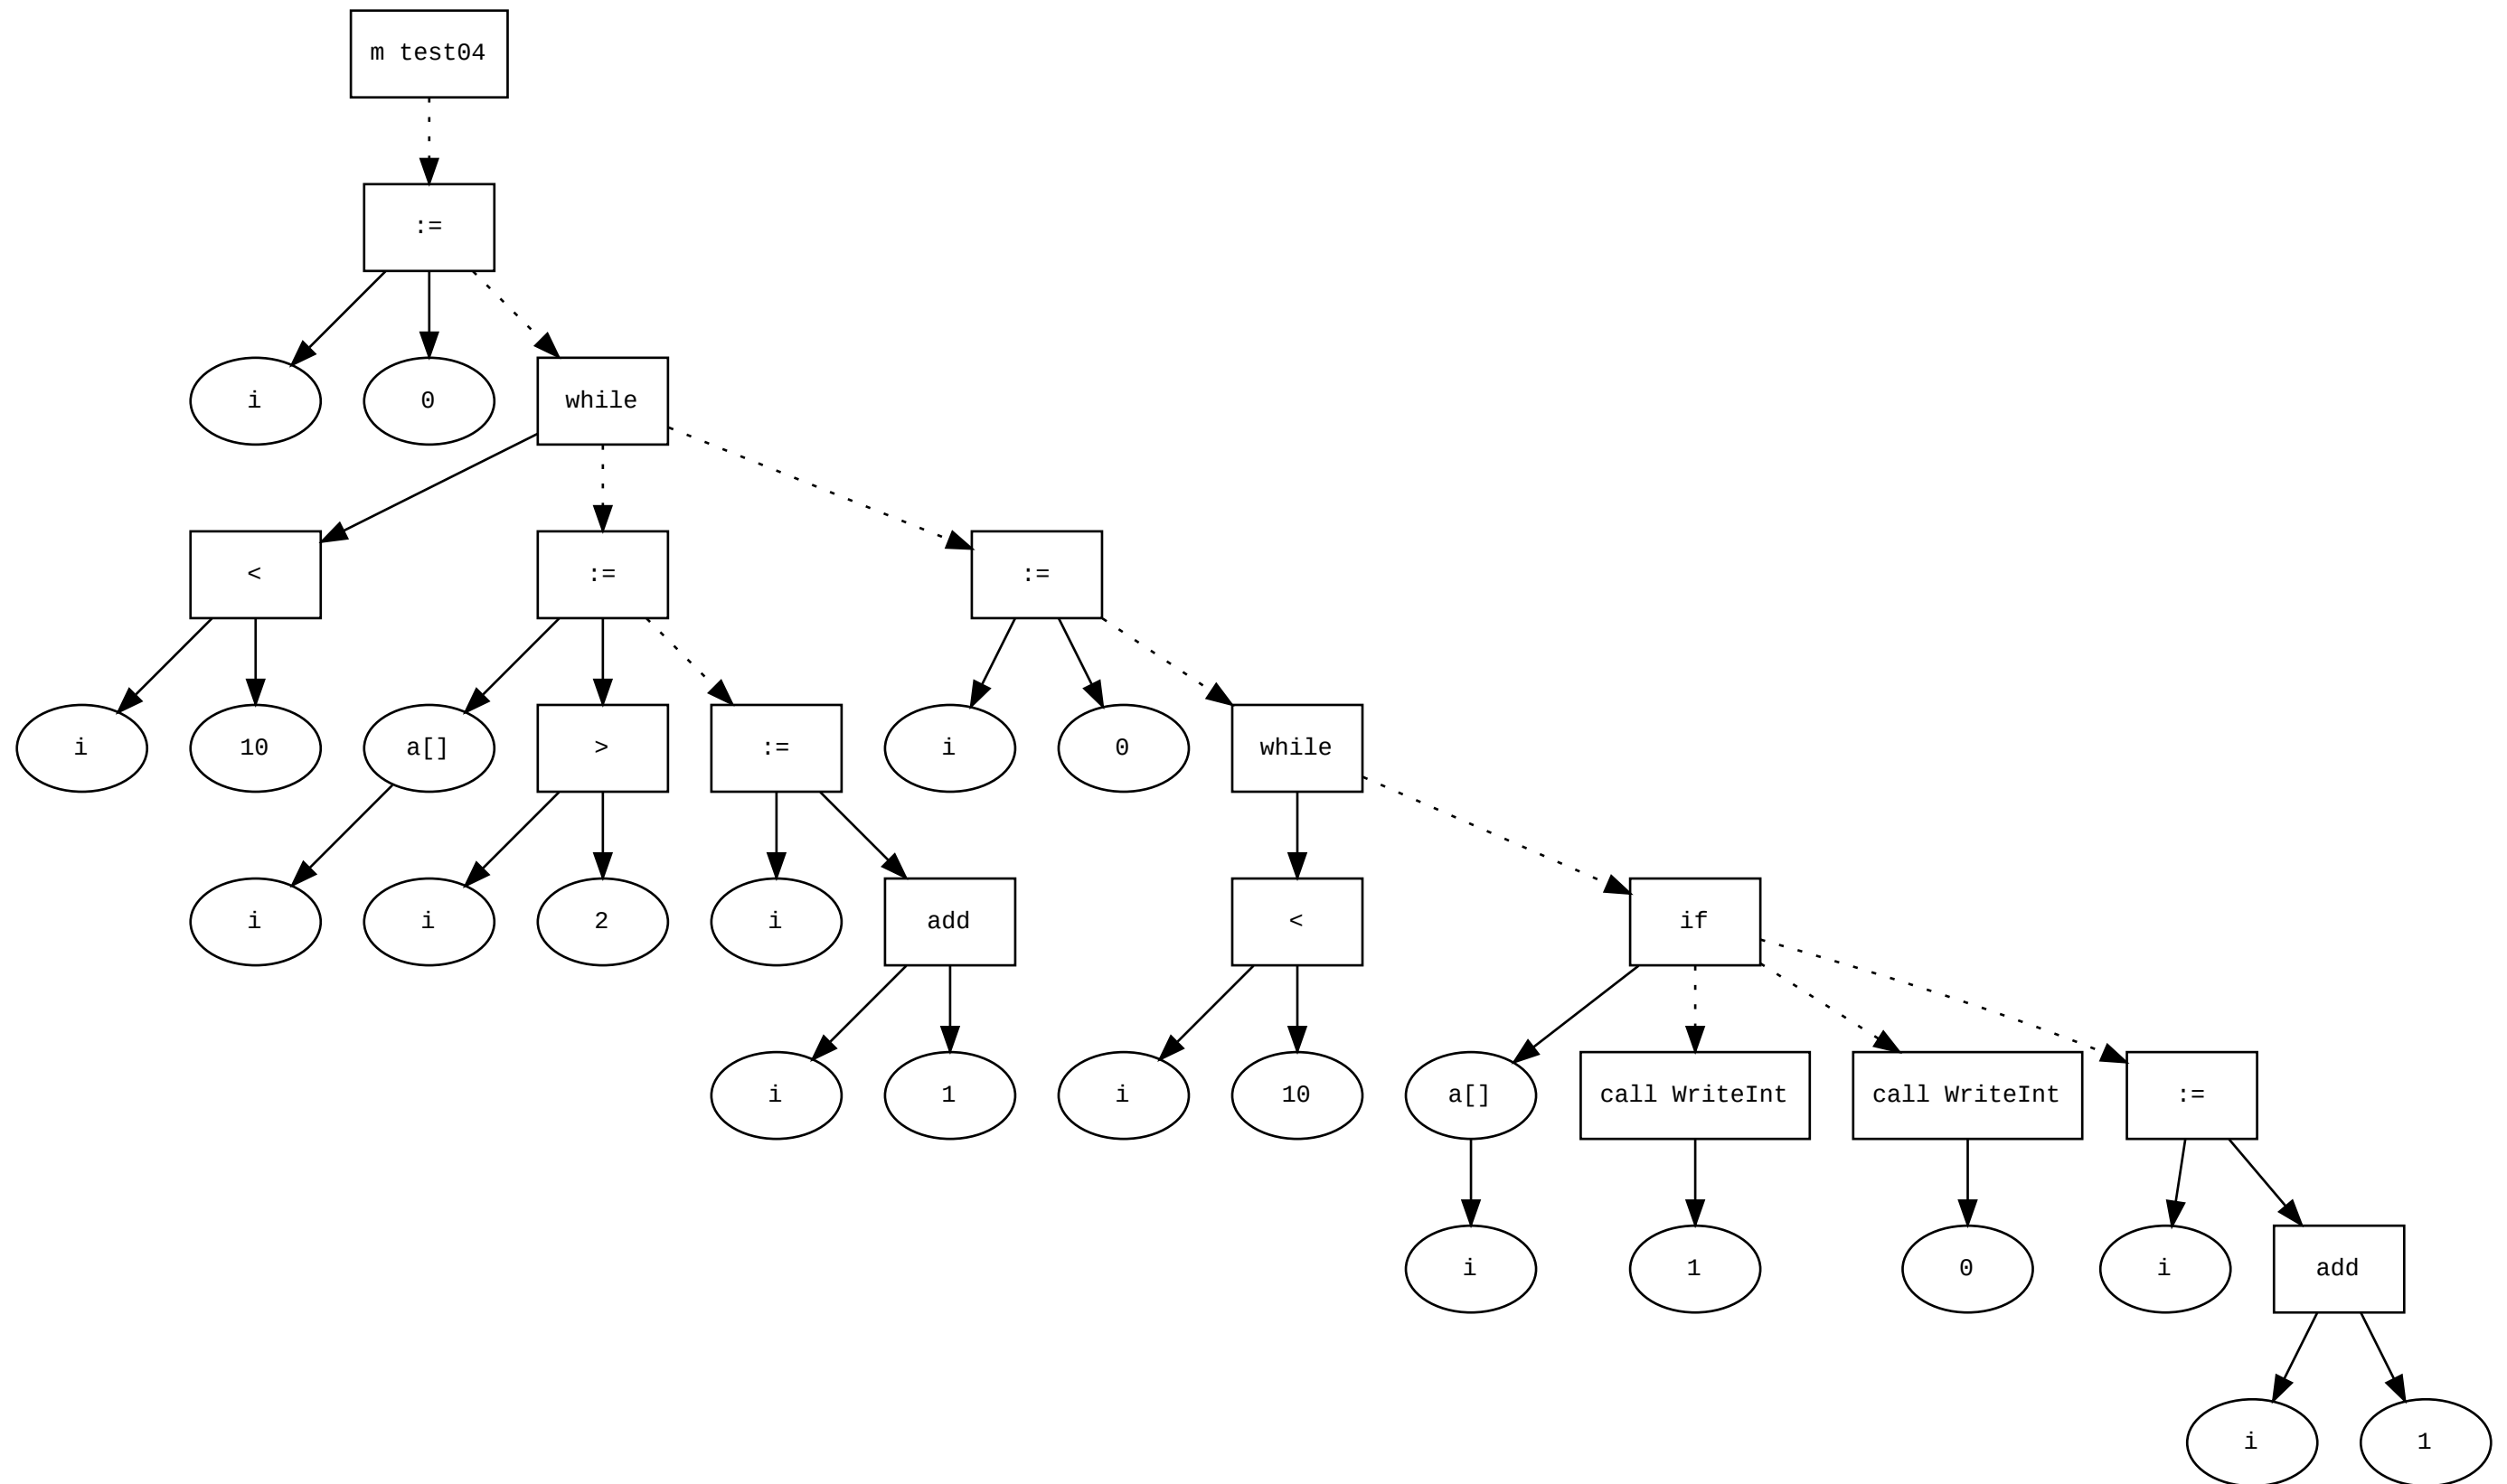 m test04
:=
i
0
while
<
:=
:=
i
10
a[]
>
:=
i
0
while
i
i
2
i
add
<
if
i
1
i
10
a[]
call WriteInt
call WriteInt
:=
i
1
0
i
add
i
1